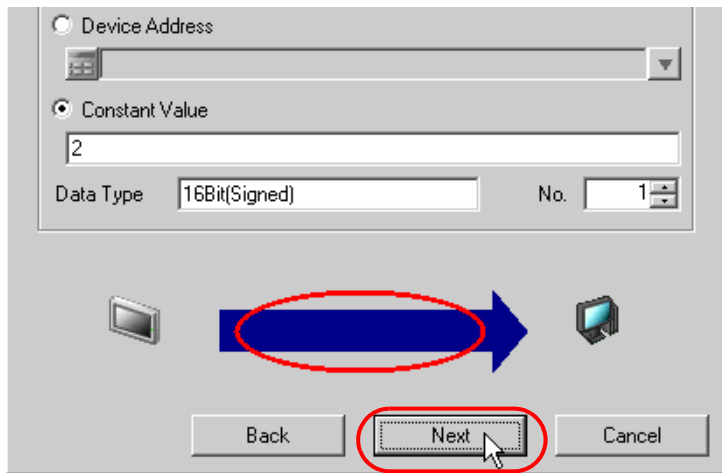 Device Address
Constant Value
2
Data Type 16Bit(Signed) No. 1
Back Next Cancel